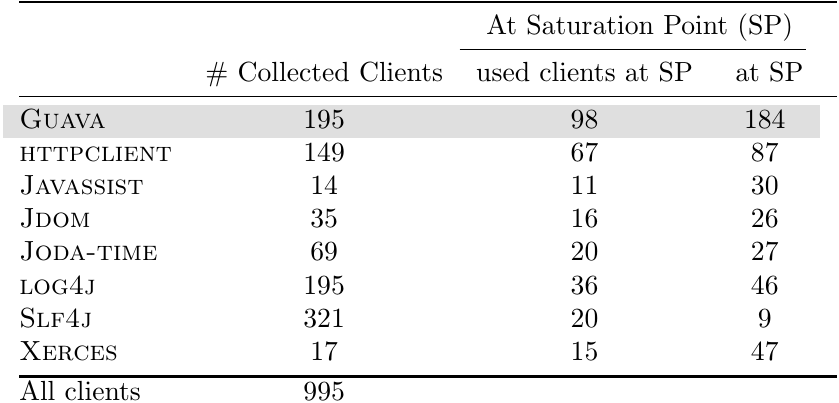 At Saturation Point (SP)
# Collected Clients used clients at SP at SP
Guava 195 98 184
httpclient 149 67 87
Javassist 14 11 30
Jdom 35 16 26
Joda-time 69 20 27
log4j 195 36 46
Slf4j 321 20 9
Xerces 17 15 47
All clients 995